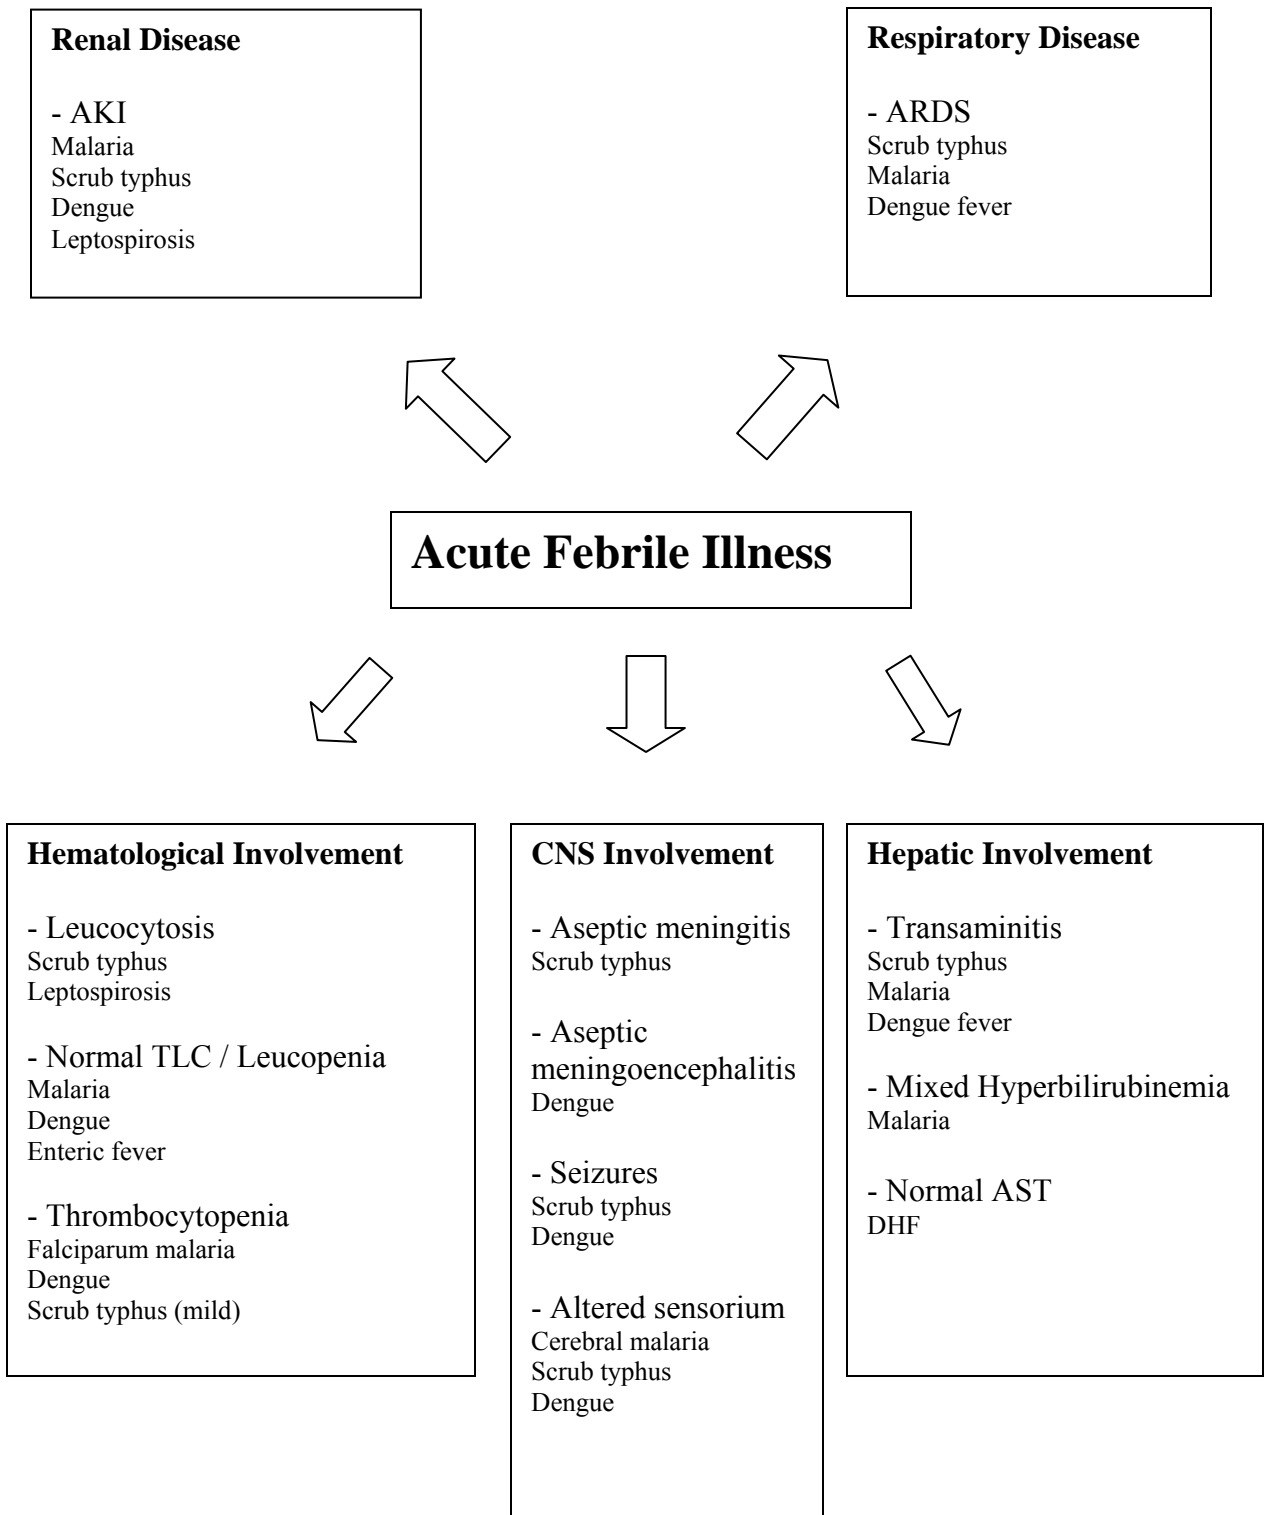 Renal Disease
- AKI
Malaria
Scrub typhus
Dengue
Leptospirosis
Respiratory Disease
- ARDS
Scrub typhus
Malaria
Dengue fever
Acute Febrile Illness
Hematological Involvement
- Leucocytosis
Scrub typhus
Leptospirosis
- Normal TLC / Leucopenia
Malaria
Dengue
Enteric fever
- Thrombocytopenia
Falciparum malaria
Dengue
Scrub typhus (mild)
CNS Involvement
- Aseptic meningitis
Scrub typhus
- Aseptic
meningoencephalitis
Dengue
- Seizures
Scrub typhus
Dengue
- Altered sensorium
Cerebral malaria
Scrub typhus
Dengue
Hepatic Involvement
- Transaminitis
Scrub typhus
Malaria
Dengue fever
- Mixed Hyperbilirubinemia
Malaria
- Normal AST
DHF